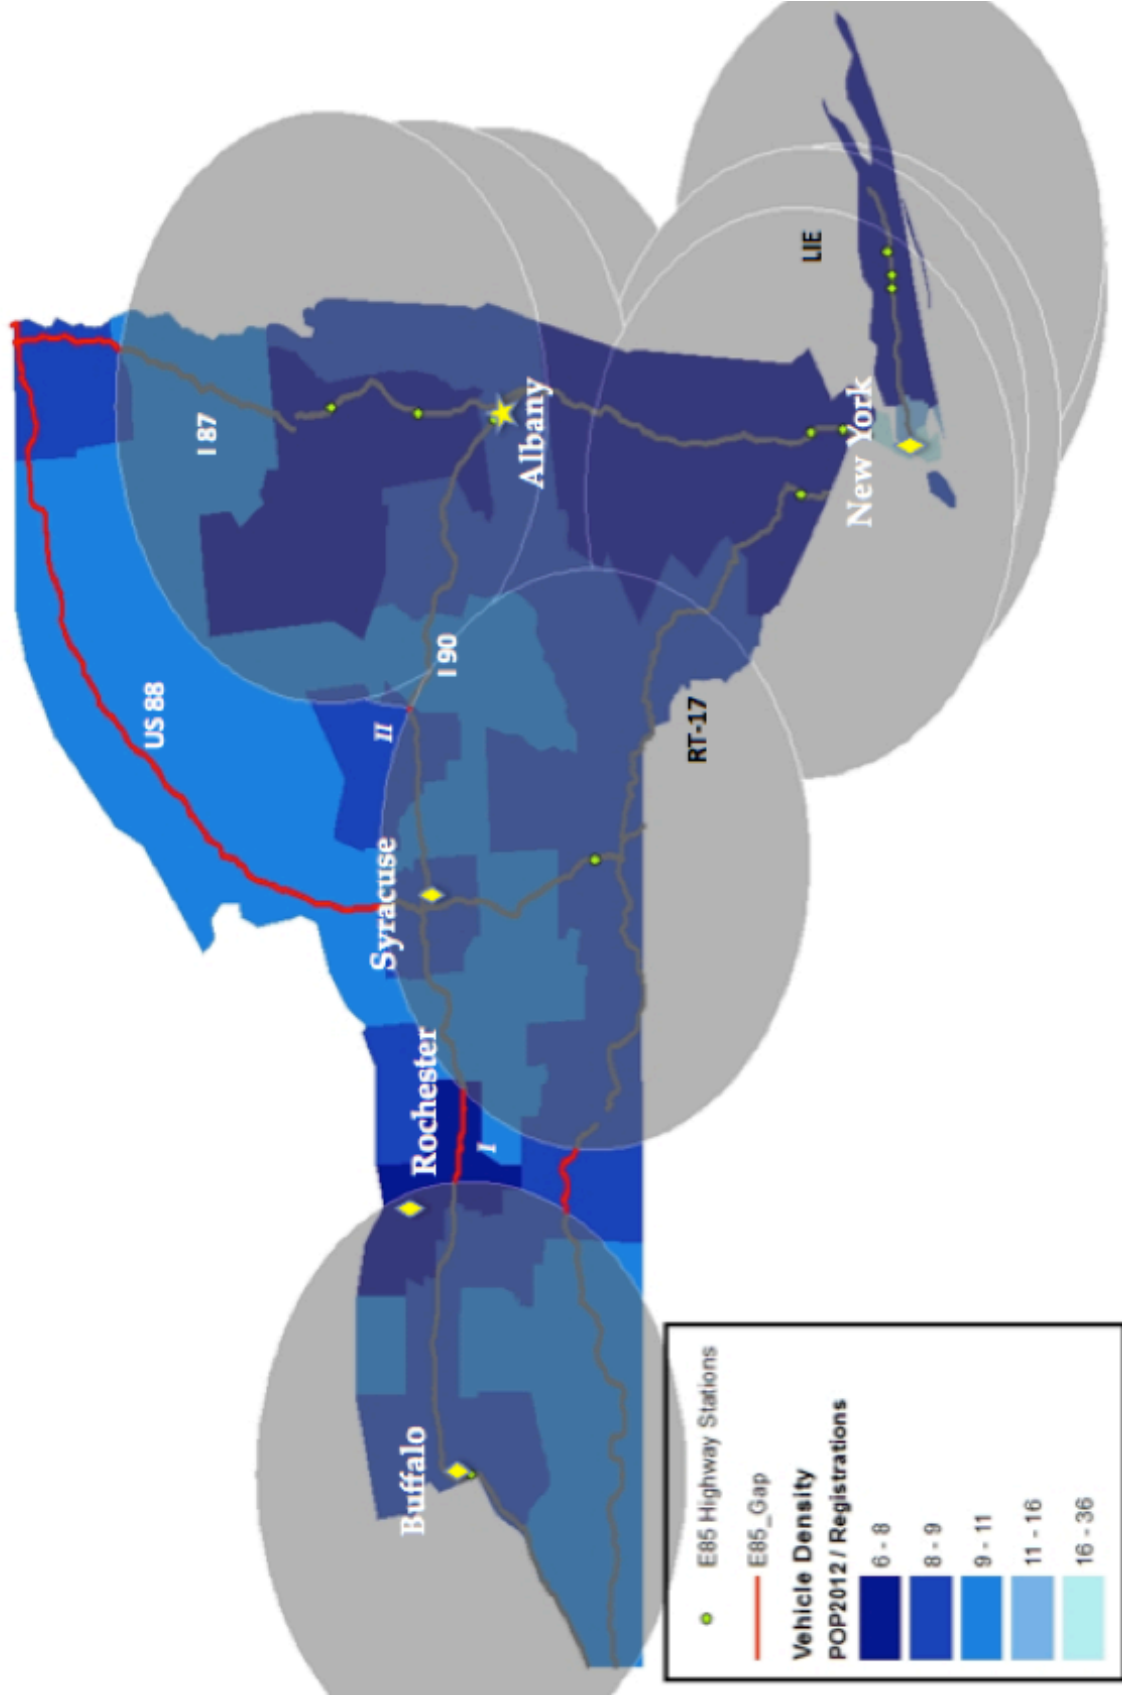 I 87
US 88
LIE
I 90
II
Albany
New York
RT-17
Syracuse
Rochester
I
Buffalo
E85 Highway Stations
E85_Gap
Vehicle Density
POP2012 / Registrations
6 - 8
8 - 9
9 - 11
11 - 16
16 - 36